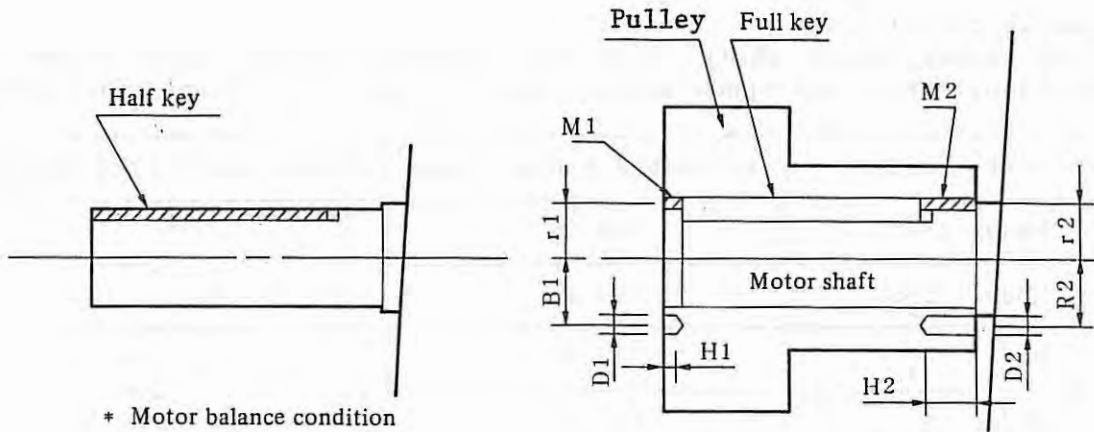 Half key
* Motor balance condition
Pulley
Full key
M1
M2
r1
r2
Motor shaft
B1
R2
D1
H1
H2
D2